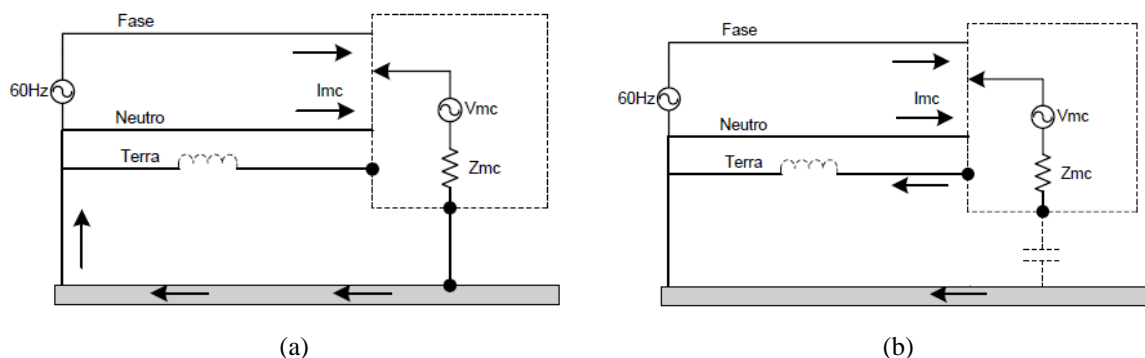 Fase
60Hz
Imc
Vmc
Neutro
Terra
Zmc
(a)
Fase
60Hz
Imc
Vmc
Neutro
Terra
Zmc
(b)